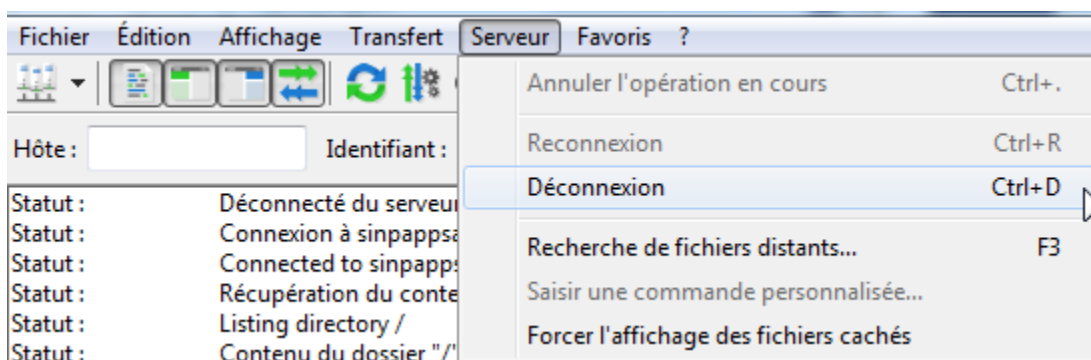 Fichier Édition Affichage Transfert Serveur Favoris ?
Annuler l'opération en cours Ctrl+.
Hôte : Identifiant :
Reconnexion Ctrl+R
Déconnexion Ctrl+D
Statut : Déconnecté du serveur
Statut : Connexion à sinpappsa
Recherche de fichiers distants... F3
Statut : Connected to sinpapps
Statut : Récupération du conte
Saisir une commande personnalisée...
Statut : Listing directory /
Forcer l'affichage des fichiers cachés
Statut : Contenu du dossier "/"